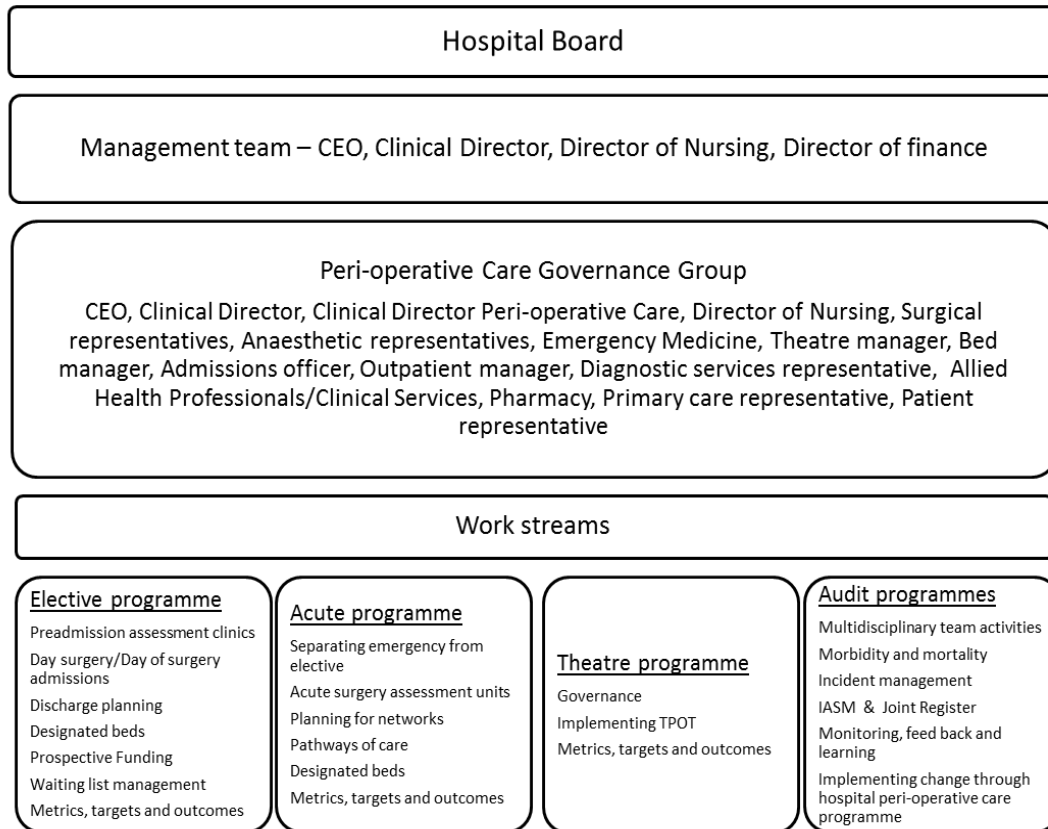 Hospital Board
Management team – CEO, Clinical Director, Director of Nursing, Director of finance
Peri-operative Care Governance Group
CEO, Clinical Director, Clinical Director Peri-operative Care, Director of Nursing, Surgical
representatives, Anaesthetic representatives, Emergency Medicine, Theatre manager, Bed
manager, Admissions officer, Outpatient manager, Diagnostic services representative, Allied
Health Professionals/Clinical Services, Pharmacy, Primary care representative, Patient
representative
Work streams
Elective programme
Preadmission assessment clinics
Day surgery/Day of surgery
admissions
Discharge planning
Designated beds
Prospective Funding
Waiting list management
Metrics, targets and outcomes
Acute programme
Separating emergency from
elective
Acute surgery assessment units
Planning for networks
Pathways of care
Designated beds
Metrics, targets and outcomes
Theatre programme
Governance
Implementing TPOT
Metrics, targets and outcomes
Audit programmes
Multidisciplinary team activities
Morbidity and mortality
Incident management
IASM & Joint Register
Monitoring, feed back and
learning
Implementing change through
hospital peri-operative care
programme